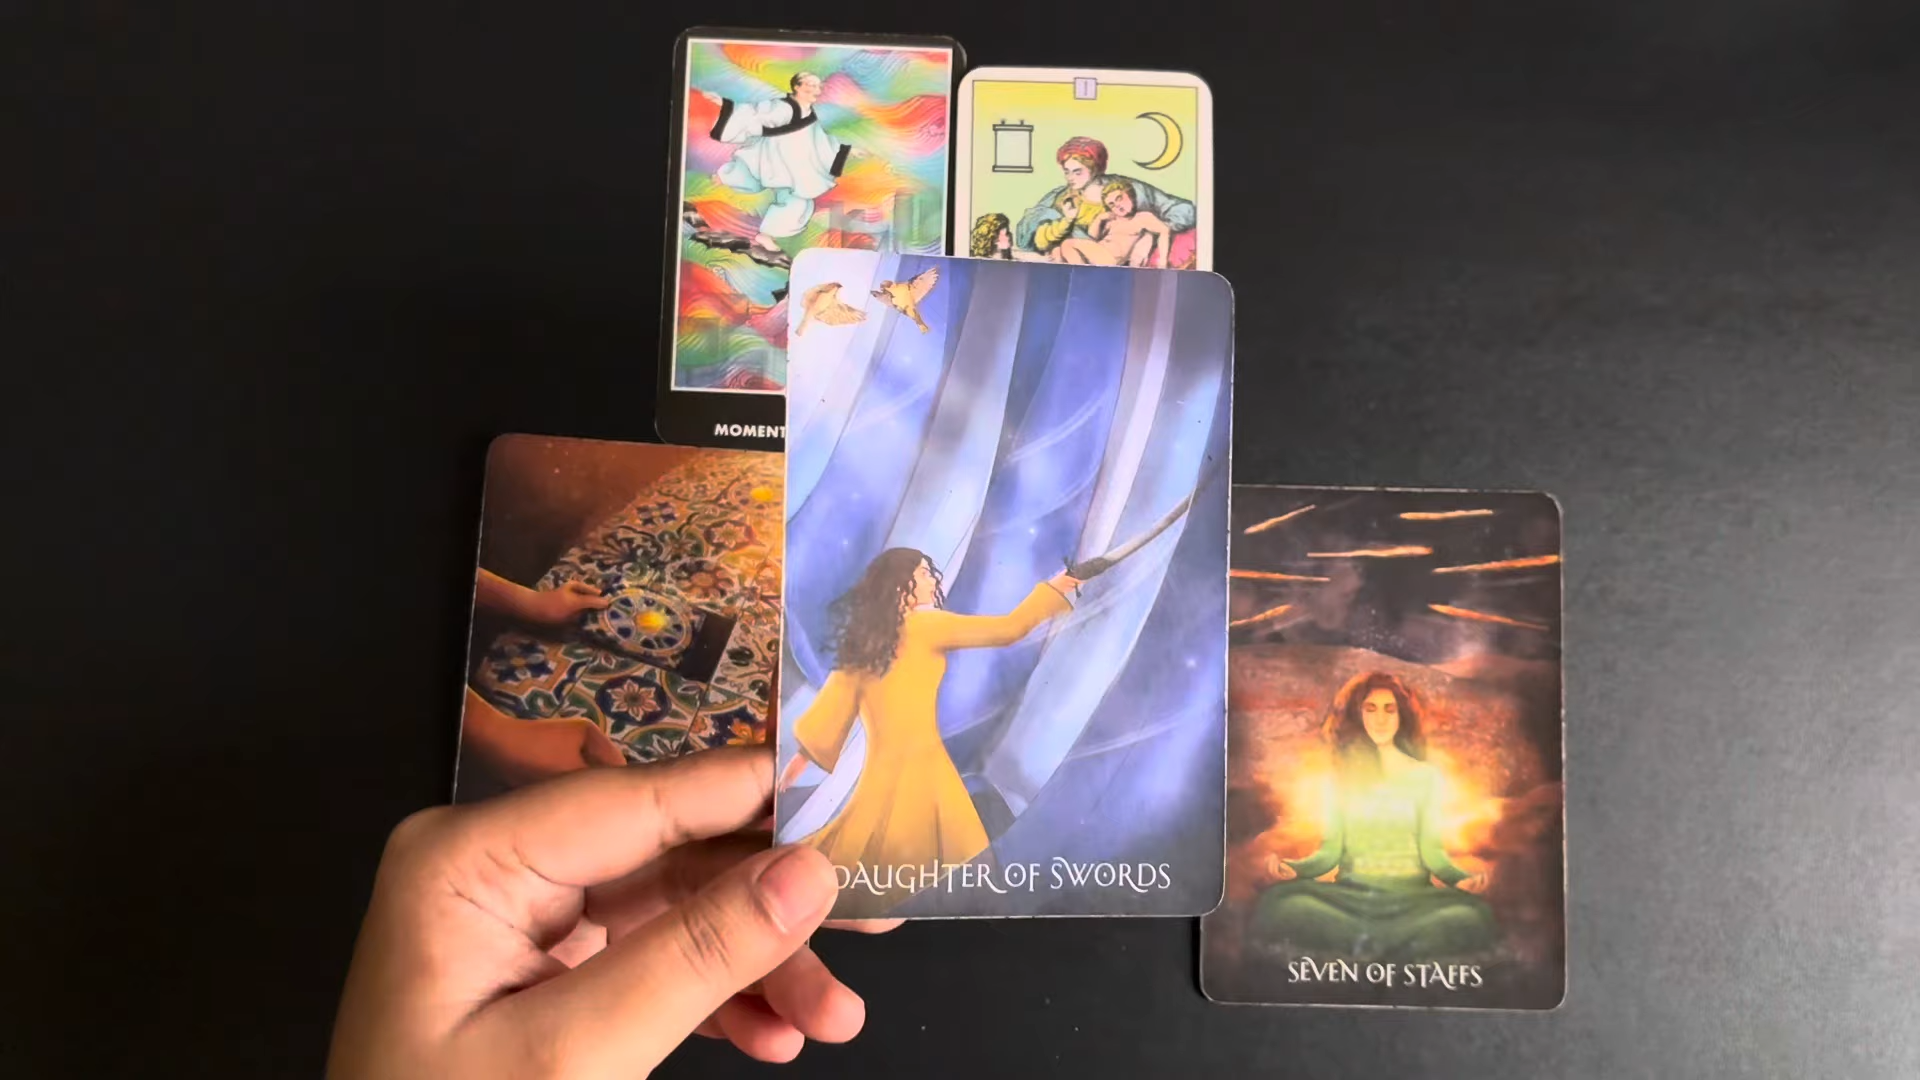 I
MOMENT
DAUGHTER OF SWORDS
SEVEN OF STAFFS